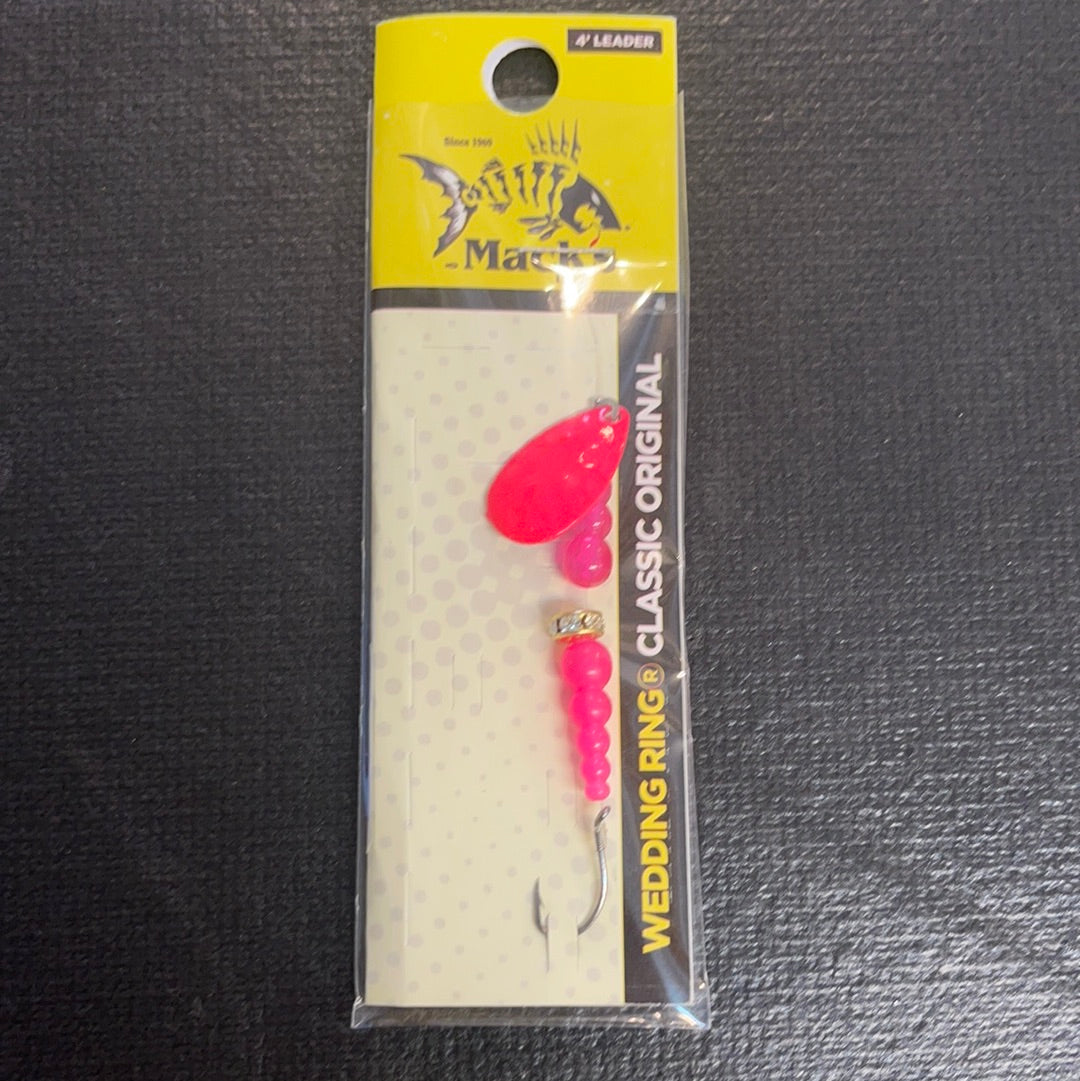 4' LEADER
Since 1969
Mack's
WEDDING RING® CLASSIC ORIGINAL